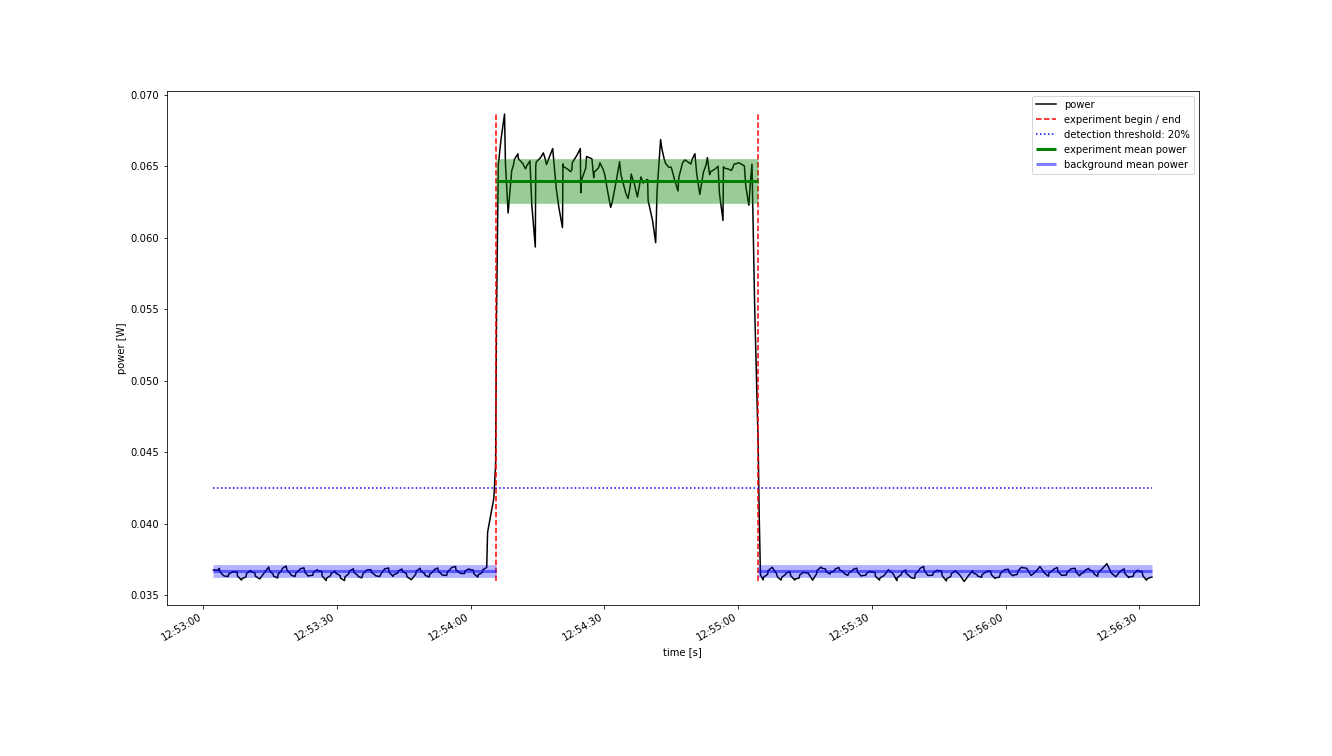 0.070
0.065
0.060
0.055
0.050
0.045
0.040
0.035
power [W]
12:53:00
12:53:30
12:54:00
12:54:30
12:55:00
12:55:30
12:56:00
12:56:30
time [s]
power
experiment begin / end
detection threshold: 20%
experiment mean power
background mean power